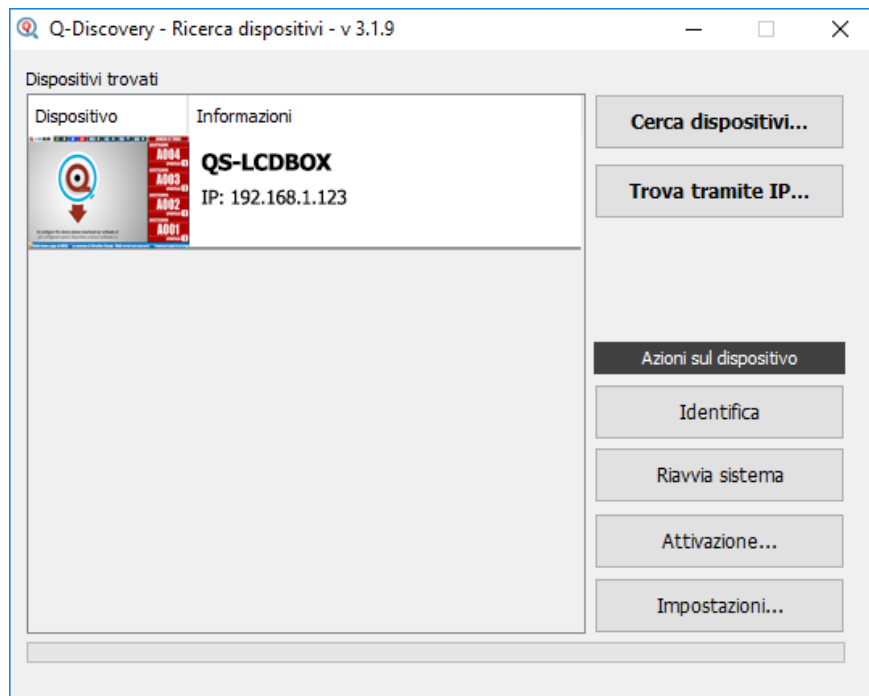 Q-Discovery - Ricerca dispositivi - v 3.1.9
Dispositivi trovati
Dispositivo Informazioni
A004
A003
A002
A001
QS-LCDBOX
IP: 192.168.1.123
Cerca dispositivi...
Trova tramite IP...
Azioni sul dispositivo
Identifica
Riavvia sistema
Attivazione...
Impostazioni...